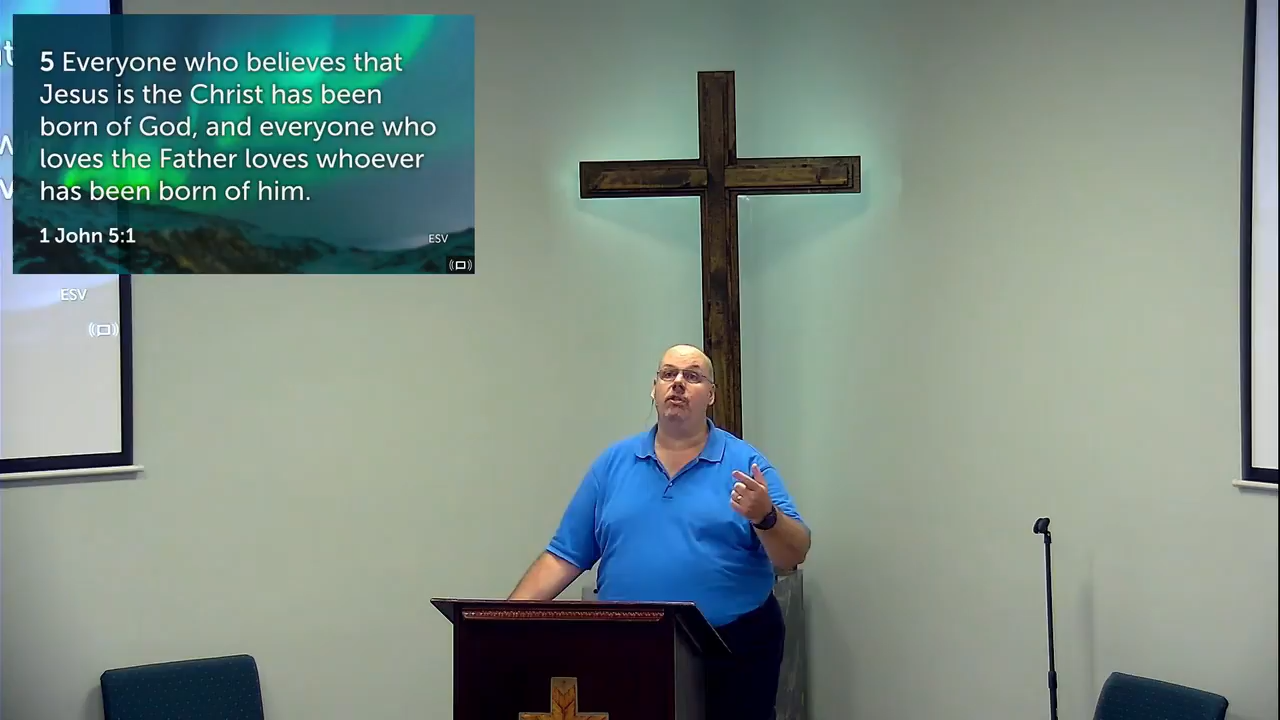 5 Everyone who believes that
Jesus is the Christ has been
born of God, and everyone who
loves the Father loves whoever
has been born of him.
1 John 5:1
ESV
ESV